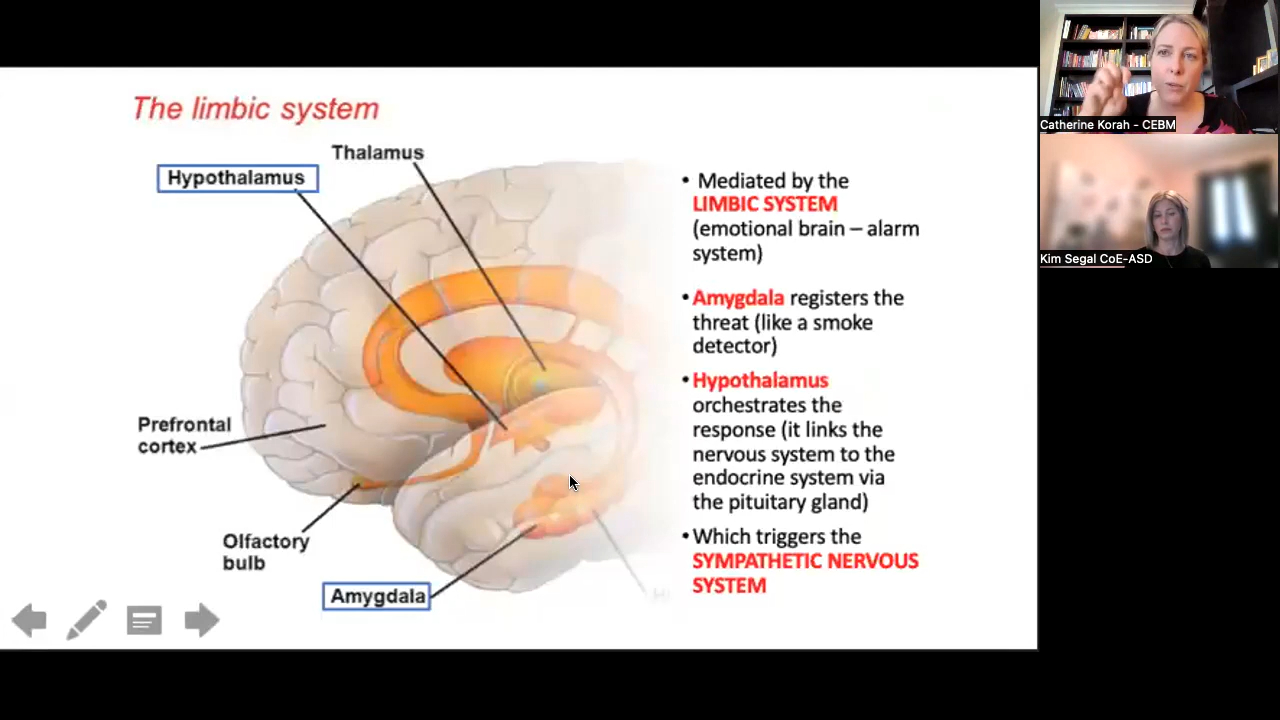 The limbic system
Thalamus
Hypothalamus
Prefrontal
cortex
Olfactory
bulb
Amygdala
• Mediated by the
LIMBIC SYSTEM
(emotional brain – alarm
system)
• Amygdala registers the
threat (like a smoke
detector)
• Hypothalamus
orchestrates the
response (it links the
nervous system to the
endocrine system via
the pituitary gland)
• Which triggers the
SYMPATHETIC NERVOUS
SYSTEM
Catherine Korah - CEBM
Kim Segal CoE-ASD